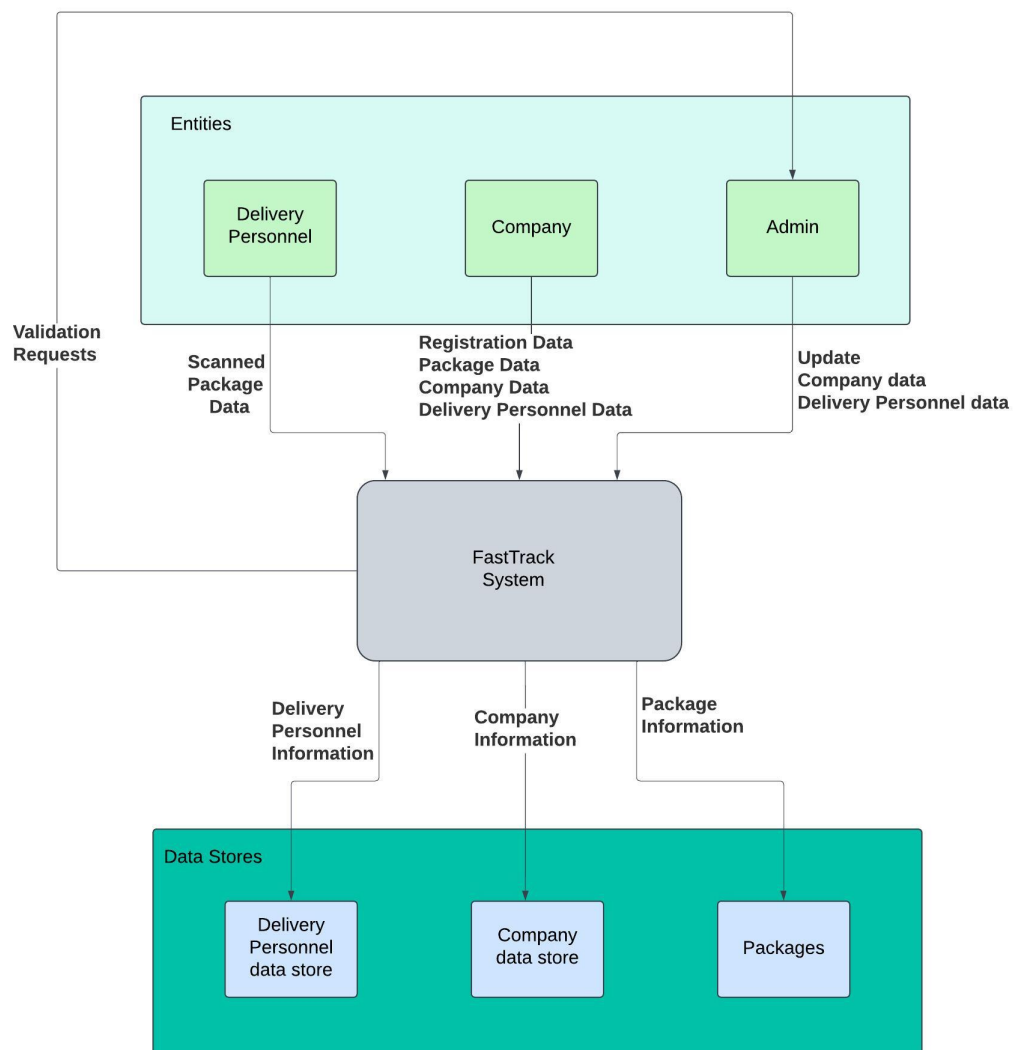 Entities
Delivery
Personnel
Company
Admin
Validation
Requests
Scanned
Package
Data
Registration Data
Package Data
Company Data
Delivery Personnel Data
Update
Company data
Delivery Personnel data
FastTrack
System
Delivery
Personnel
Information
Company
Information
Package
Information
Data Stores
Delivery
Personnel
data store
Company
data store
Packages